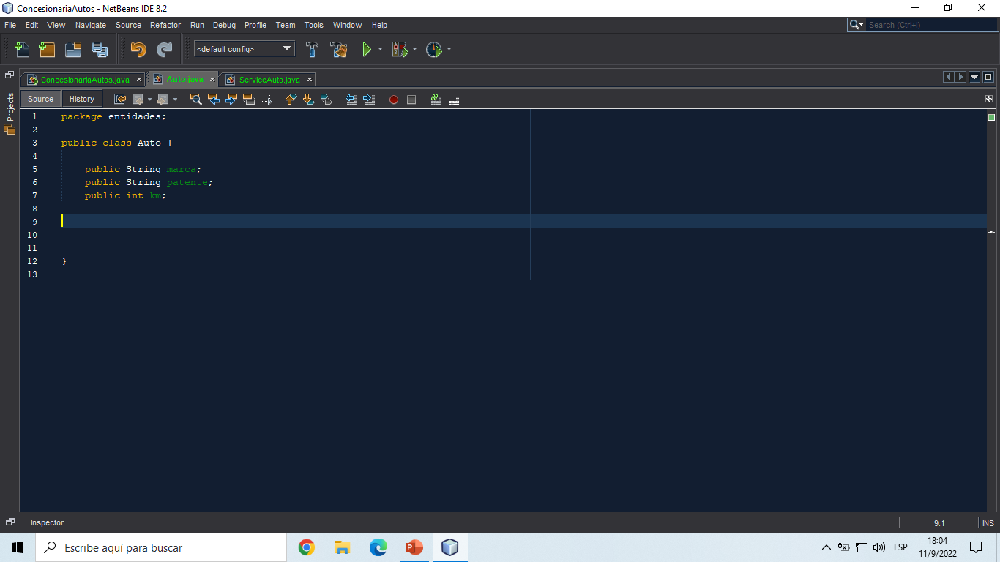 ConcesionariaAutos - NetBeans IDE 8.2
File Edit View Navigate Source Refactor Run Debug Profile Team Tools Window Help
Search (Ctrl+I)
<default config>
ConcesionariaAutos.java Auto.java ServiceAuto.java
Projects
Source History
1 package entidades;
2
3 public class Auto {
4
5 public String marca;
6 public String patente;
7 public int km;
8
9
10
11
12 }
13
Inspector 9:1 INS
Escribe aquí para buscar
ESP
18:04
11/9/2022